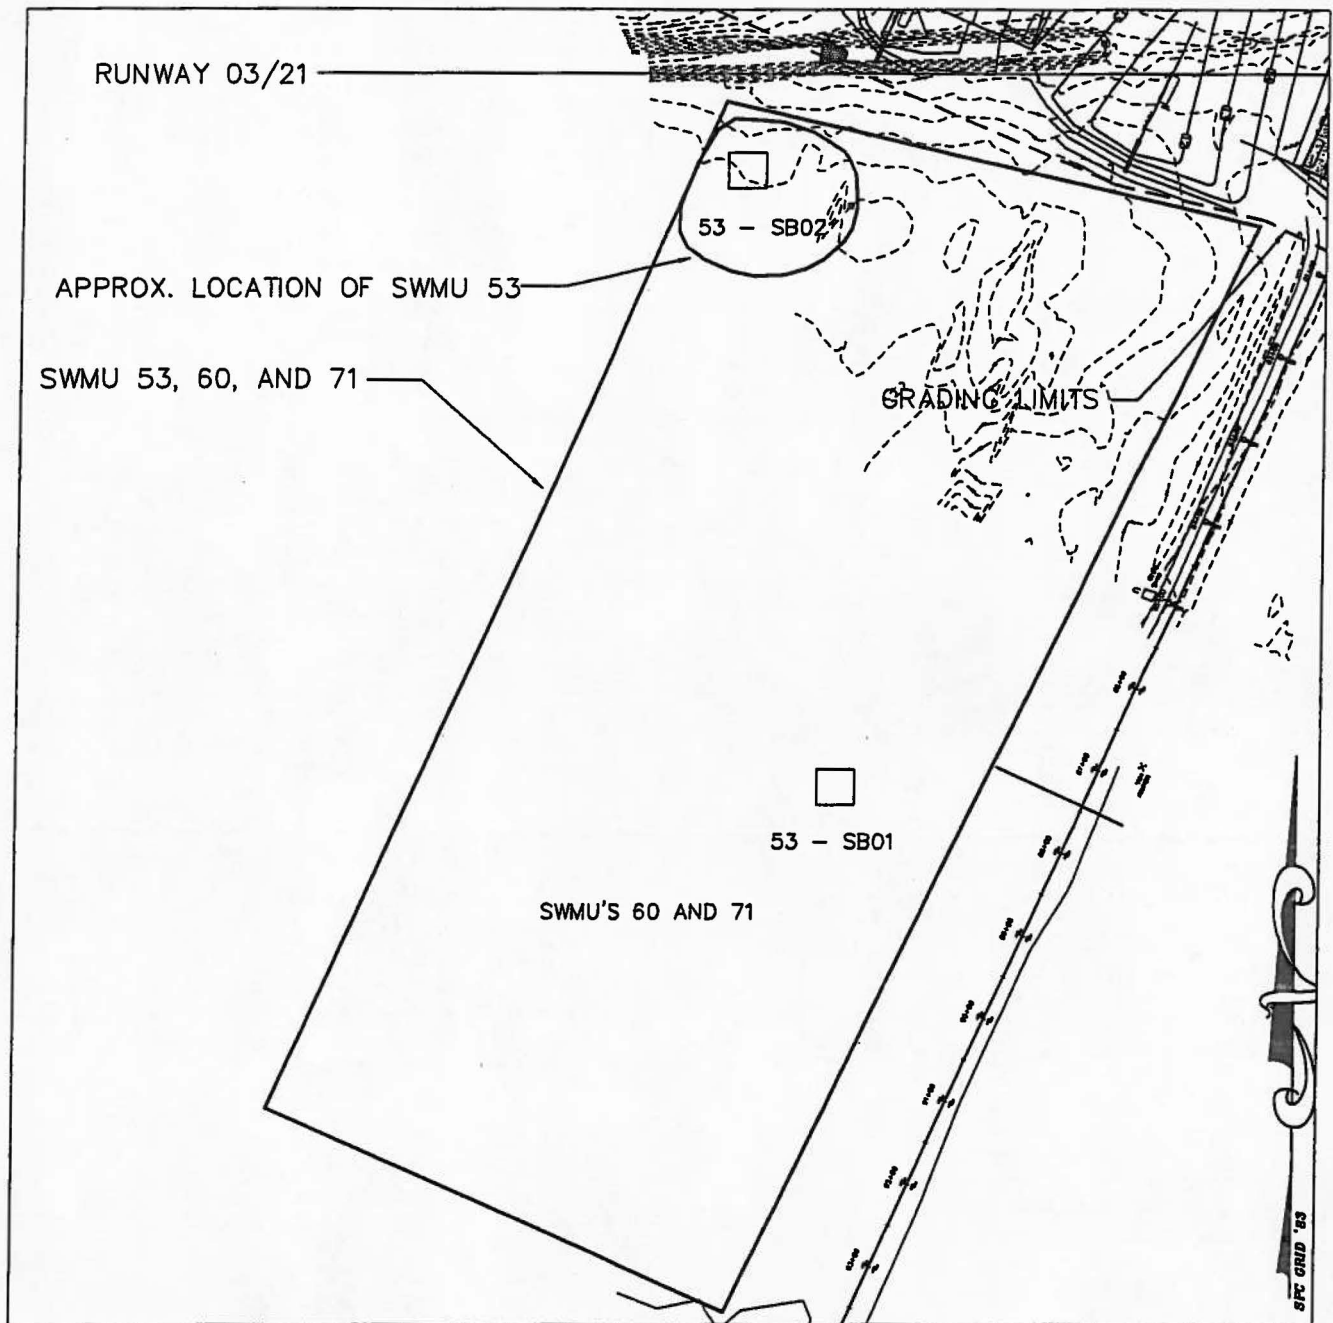 RUNWAY 03/21
53 – SB02
APPROX. LOCATION OF SWMU 53
SWMU 53, 60, AND 71
GRADING LIMITS
53 – SB01
SWMU'S 60 AND 71
SPC GRID '83